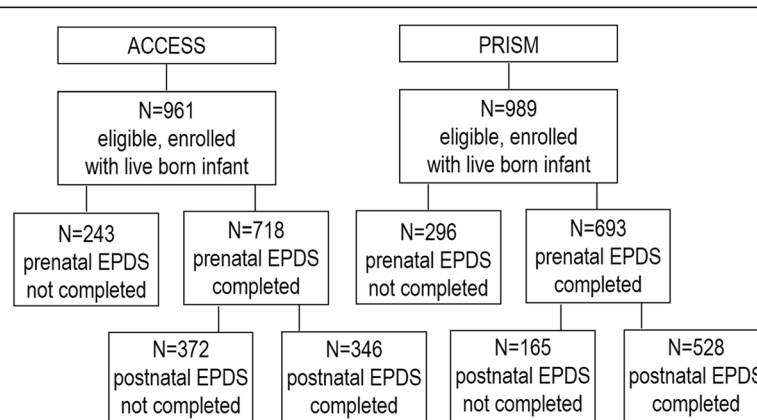 ACCESS
PRISM
N=961
eligible, enrolled
with live born infant
N=989
eligible, enrolled
with live born infant
N=243
prenatal EPDS
not completed
N=718
prenatal EPDS
completed
N=296
prenatal EPDS
not completed
N=693
prenatal EPDS
completed
N=372
postnatal EPDS
not completed
N=346
postnatal EPDS
completed
N=165
postnatal EPDS
not completed
N=528
postnatal EPDS
completed